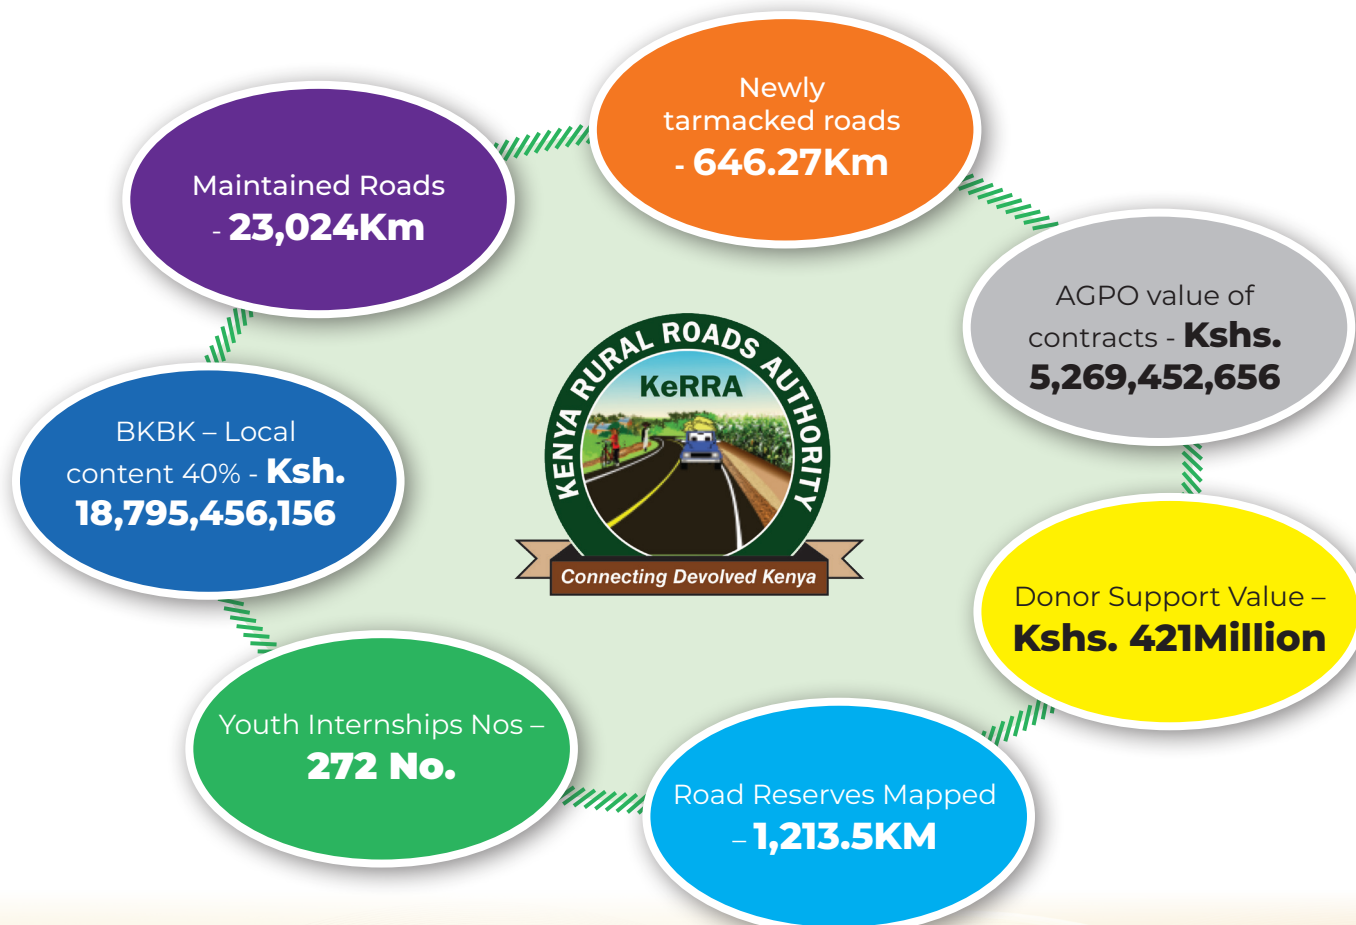 Newly
tarmacked roads
- 646.27Km
Maintained Roads
- 23,024Km
AGPO value of
contracts - Kshs.
5,269,452,656
KENYA RURAL ROADS AUTHORITY
KeRRA
Connecting Devolved Kenya
BKBK – Local
content 40% - Ksh.
18,795,456,156
Donor Support Value –
Kshs. 421Million
Youth Internships Nos –
272 No.
Road Reserves Mapped
– 1,213.5KM